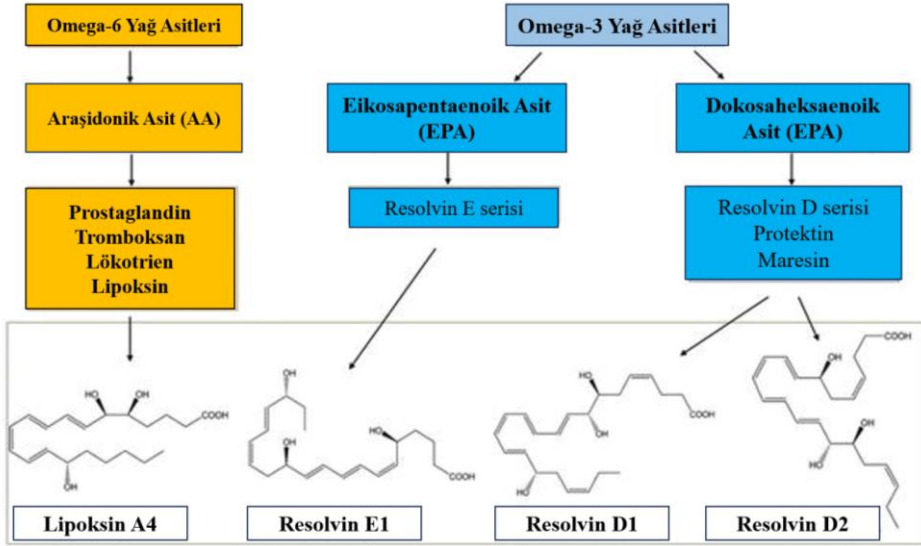 Omega-6 Yağ Asitleri
Omega-3 Yağ Asitleri
Araşidonik Asit (AA)
Eikosapentaenoik Asit
(EPA)
Dokosaheksaenoik
Asit (EPA)
Prostaglandin
Tromboksan
Lökotrien
Lipoksin
Resolvin E serisi
Resolvin D serisi
Protektin
Maresin
HO
OH
COOH
OH
OH
OH
HO
COOH
HO
COOH
OH
HO
COOH
HO
OH
HO
Lipoksin A4
Resolvin E1
Resolvin D1
Resolvin D2